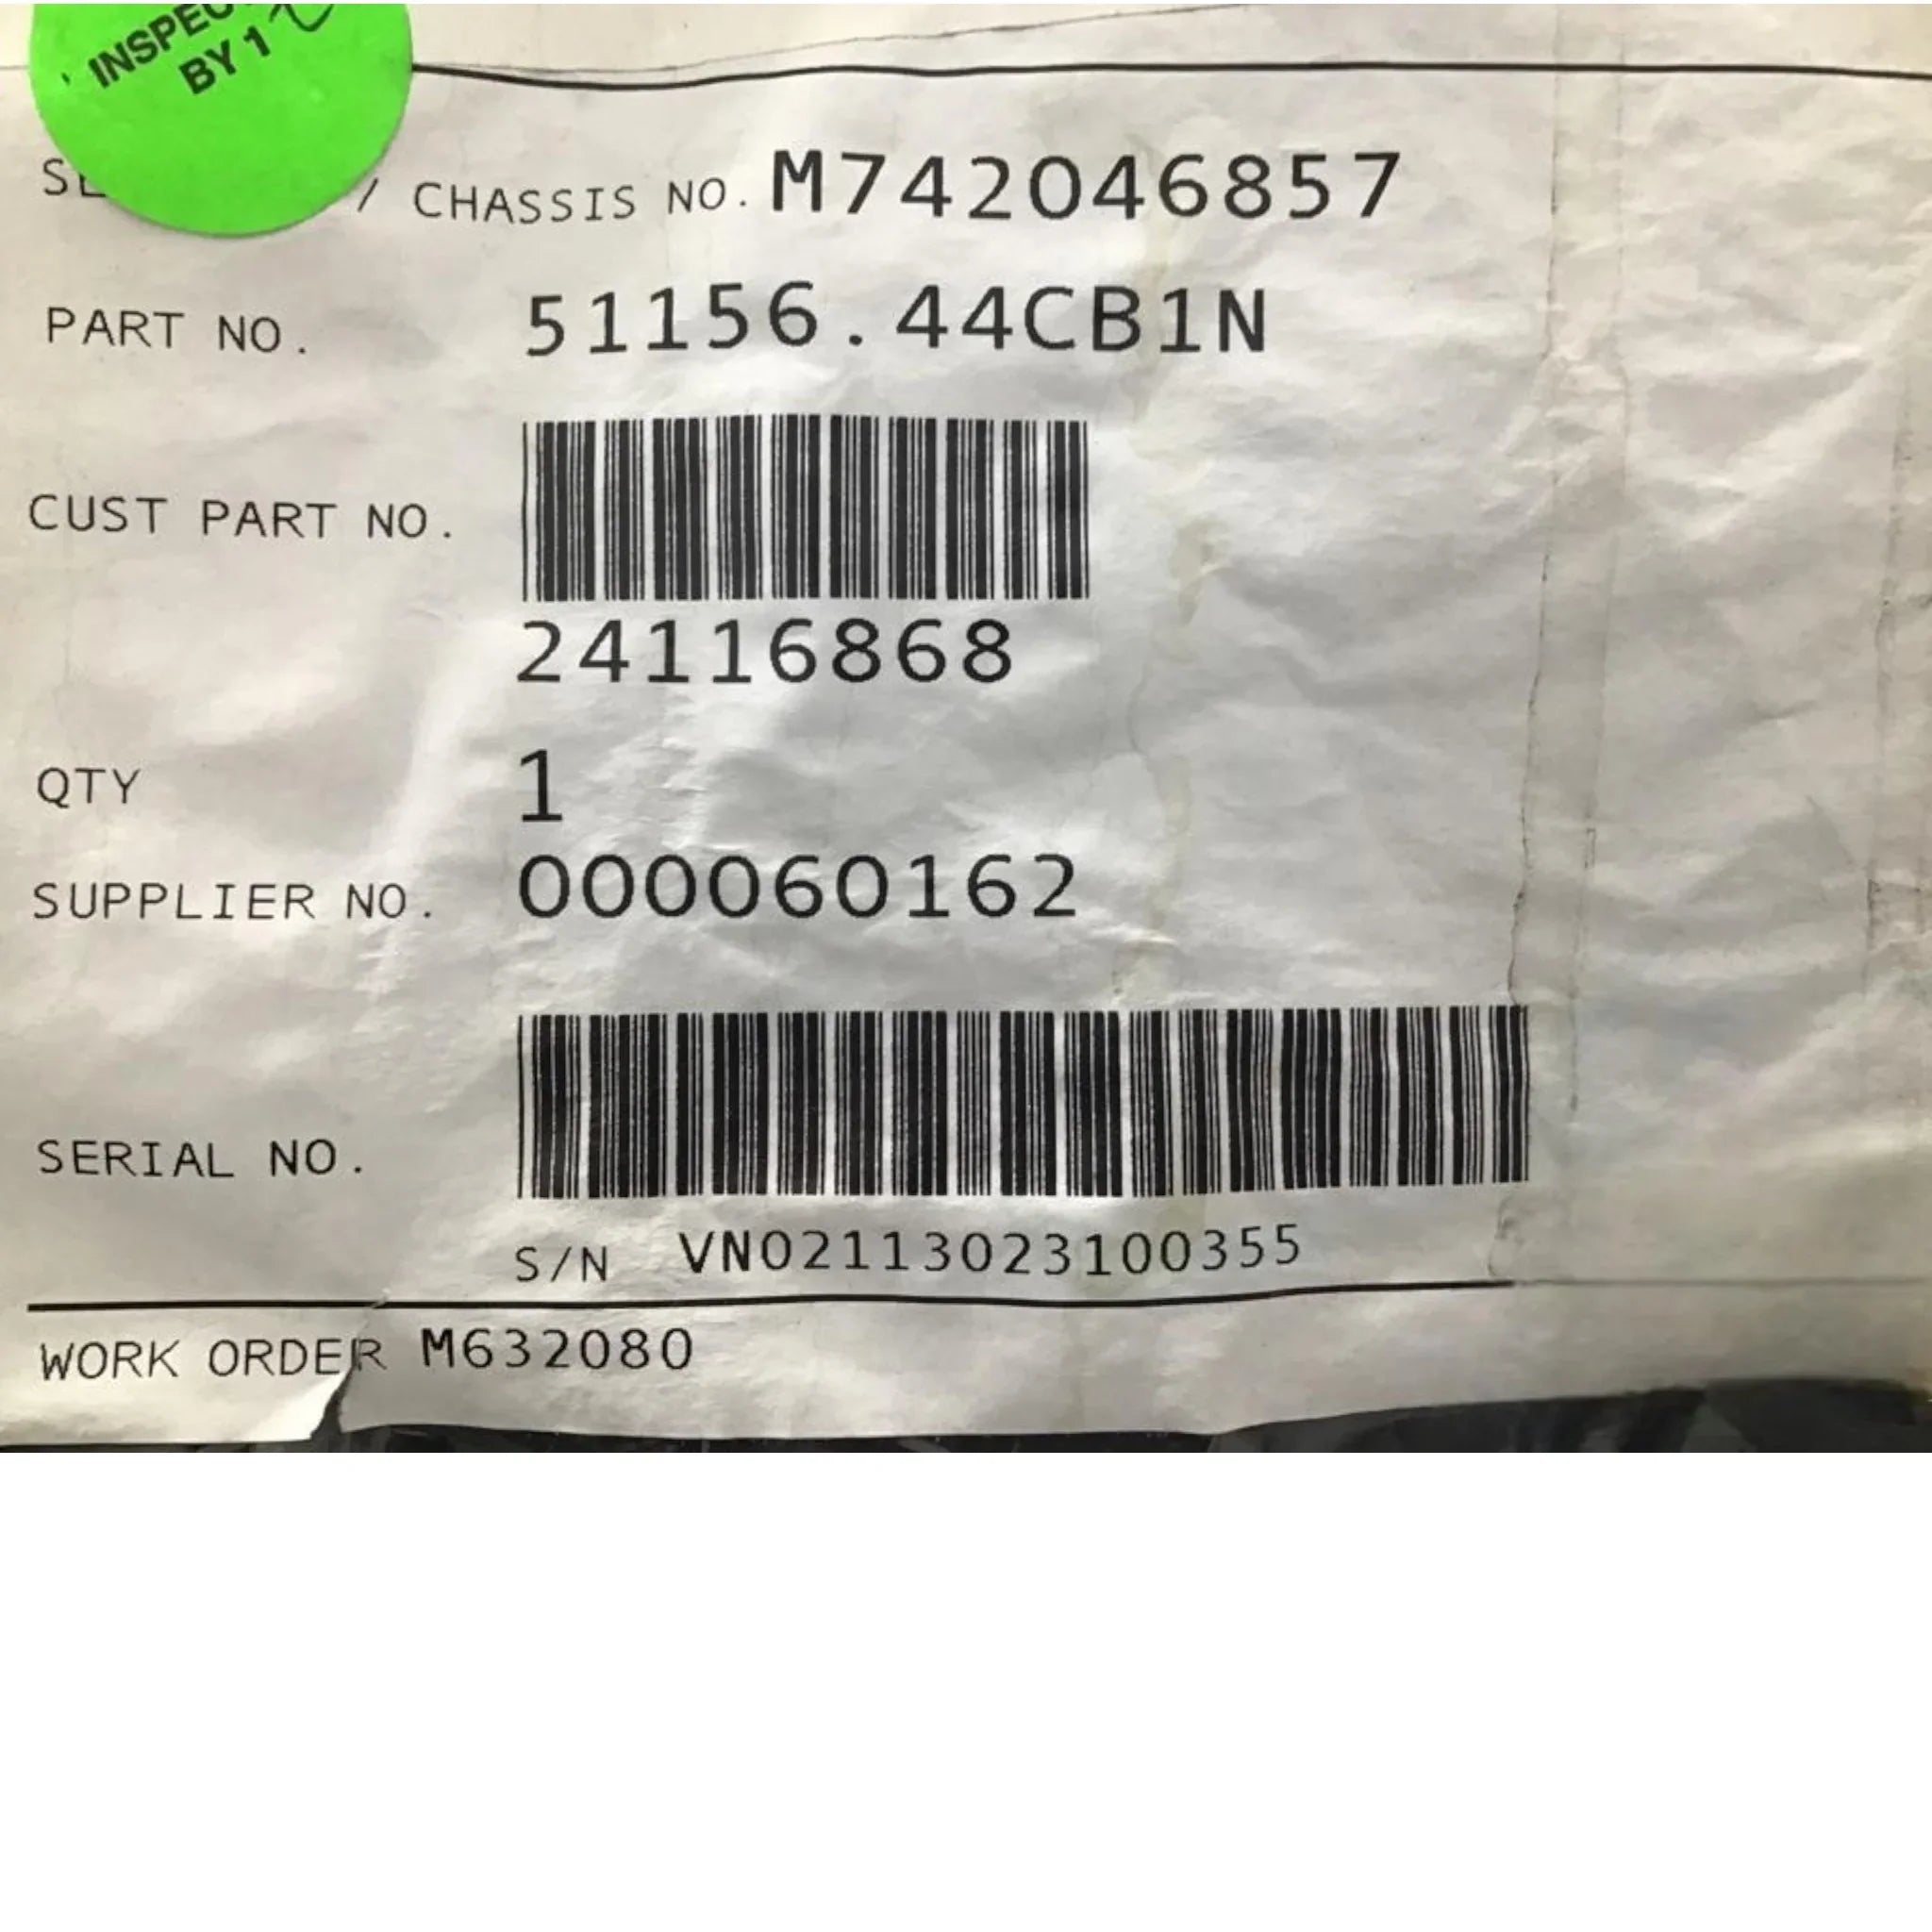 BY 1
/ CHASSIS NO. M742046857
PART NO. 51156.44CB1N
CUST PART NO.
24116868
QTY 1
SUPPLIER NO. 000060162
SERIAL NO.
S/N VN02113023100355
WORK ORDER M632080